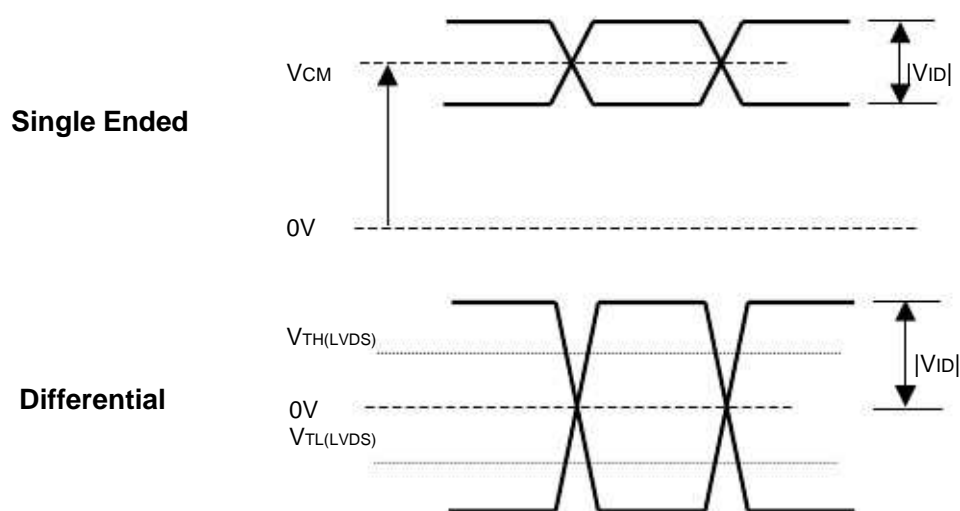 VCM
|VID|
Single Ended
0V
VTH(LVDS)
|VID|
Differential
0V
VTL(LVDS)